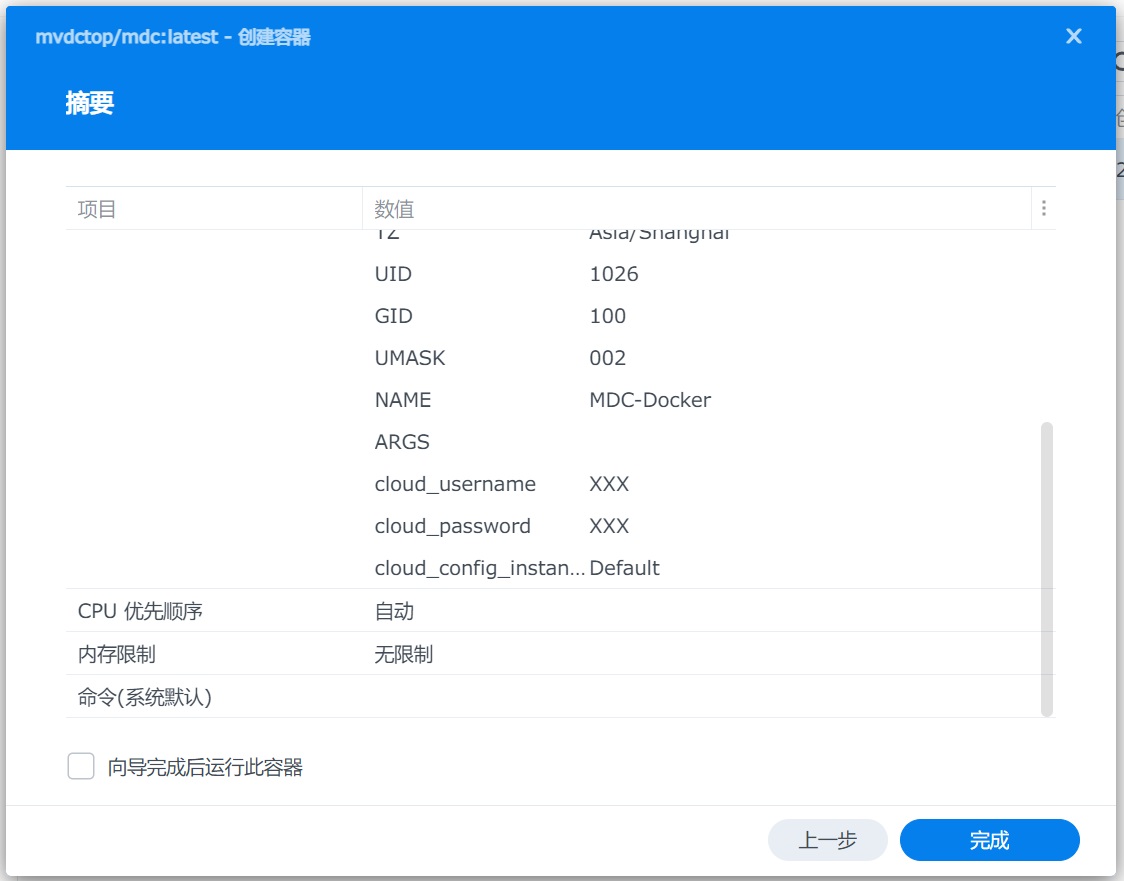 mvdctop/mdc:latest - 创建容器
摘要
项目 数值
TZ Asia/Shanghai
UID 1026
GID 100
UMASK 002
NAME MDC-Docker
ARGS
cloud_username XXX
cloud_password XXX
cloud_config_instan... Default
CPU 优先顺序 自动
内存限制 无限制
命令(系统默认)
向导完成后运行此容器
上一步 完成